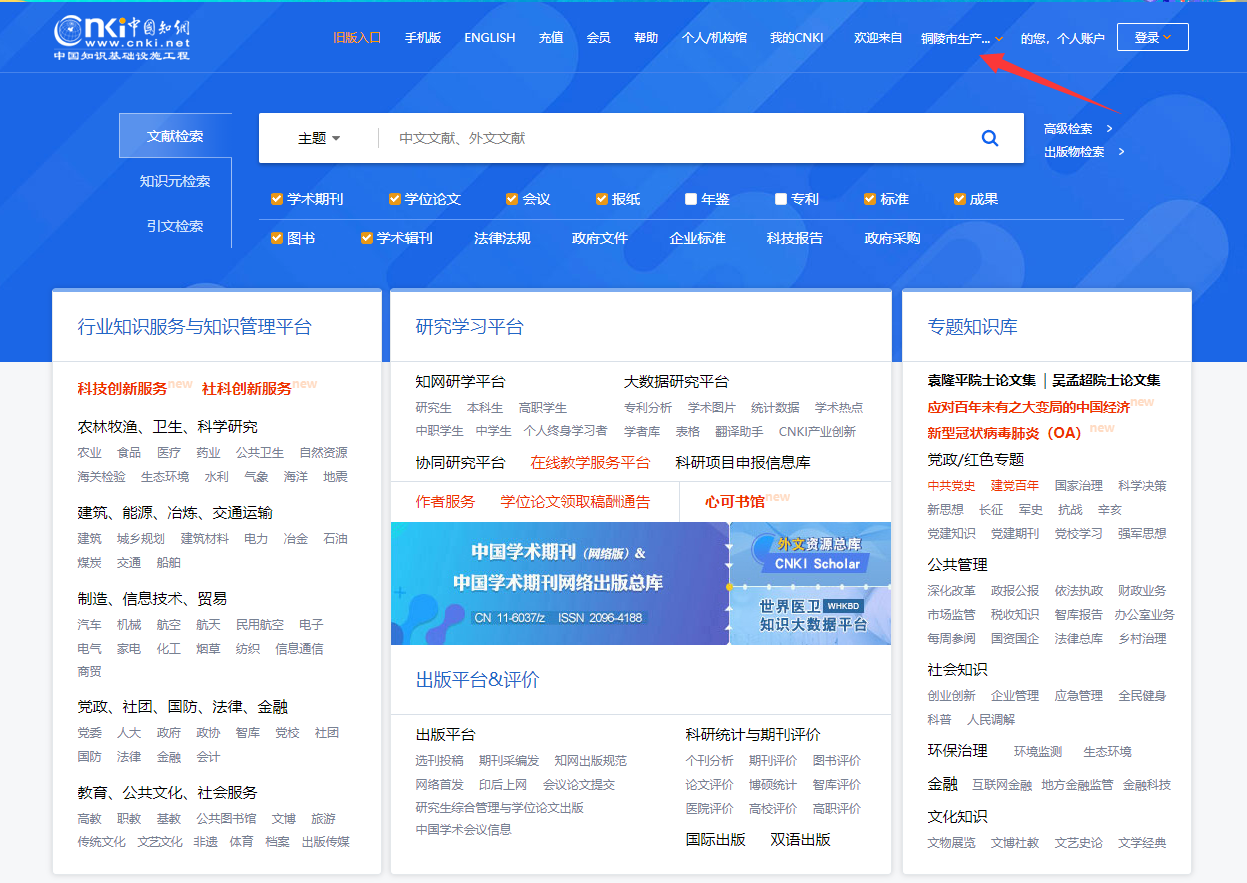 cnki中国知网
www.cnki.net
中国知识基础设施工程
旧版入口 手机版 ENGLISH 充值 会员 帮助 个人/机构馆 我的CNKI 欢迎来自 铜陵市生产... 的您，个人账户 登录
文献检索
知识元检索
引文检索
主题 中文文献、外文文献
高级检索 >
出版物检索 >
学术期刊 学位论文 会议 报纸 年鉴 专利 标准 成果
图书 学术辑刊 法律法规 政府文件 企业标准 科技报告 政府采购
行业知识服务与知识管理平台
科技创新服务new 社科创新服务new
农林牧渔、卫生、科学研究
农业 食品 医疗 药业 公共卫生 自然资源
海关检验 生态环境 水利 气象 海洋 地震
建筑、能源、冶炼、交通运输
建筑 城乡规划 建筑材料 电力 冶金 石油
煤炭 交通 船舶
制造、信息技术、贸易
汽车 机械 航空 航天 民用航空 电子
电气 家电 化工 烟草 纺织 信息通信
商贸
党政、社团、国防、法律、金融
党委 人大 政府 政协 智库 党校 社团
国防 法律 金融 会计
教育、公共文化、社会服务
高教 职教 基教 公共图书馆 文博 旅游
传统文化 文艺文化 非遗 体育 档案 出版传媒
研究学习平台
知网研学平台
研究生 本科生 高职学生
中职学生 中学生 个人终身学习者
大数据研究平台
专利分析 学术图片 统计数据 学术热点
学者库 表格 翻译助手 CNKI产业创新
协同研究平台 在线教学服务平台 科研项目申报信息库
作者服务 学位论文领取稿酬通告 心可书馆new
中国学术期刊（网络版）&
中国学术期刊网络出版总库
CN 11-6037/z ISSN 2096-4188
外文资源总库
CNKI Scholar
世界医卫 WHKBD
知识大数据平台
出版平台&评价
出版平台
选刊投稿 期刊采编发 知网出版规范
网络首发 印后上网 会议论文提交
研究生综合管理与学位论文出版
中国学术会议信息
科研统计与期刊评价
个刊分析 期刊评价 图书评价
论文评价 博硕统计 智库评价
医院评价 高校评价 高职评价
国际出版 双语出版
专题知识库
袁隆平院士论文集 | 吴孟超院士论文集
应对百年未有之大变局的中国经济new
新型冠状病毒肺炎（OA）new
党政/红色专题
中共党史 建党百年 国家治理 科学决策
新思想 长征 军史 抗战 辛亥
党建知识 党建期刊 党校学习 强军思想
公共管理
深化改革 政报公报 依法执政 财政业务
市场监管 税收知识 智库报告 办公室业务
每周参阅 国资国企 法律总库 乡村治理
社会知识
创业创新 企业管理 应急管理 全民健身
科普 人民调解
环保治理 环境监测 生态环境
金融 互联网金融 地方金融监管 金融科技
文化知识
文物展览 文博社教 文艺史论 文学经典